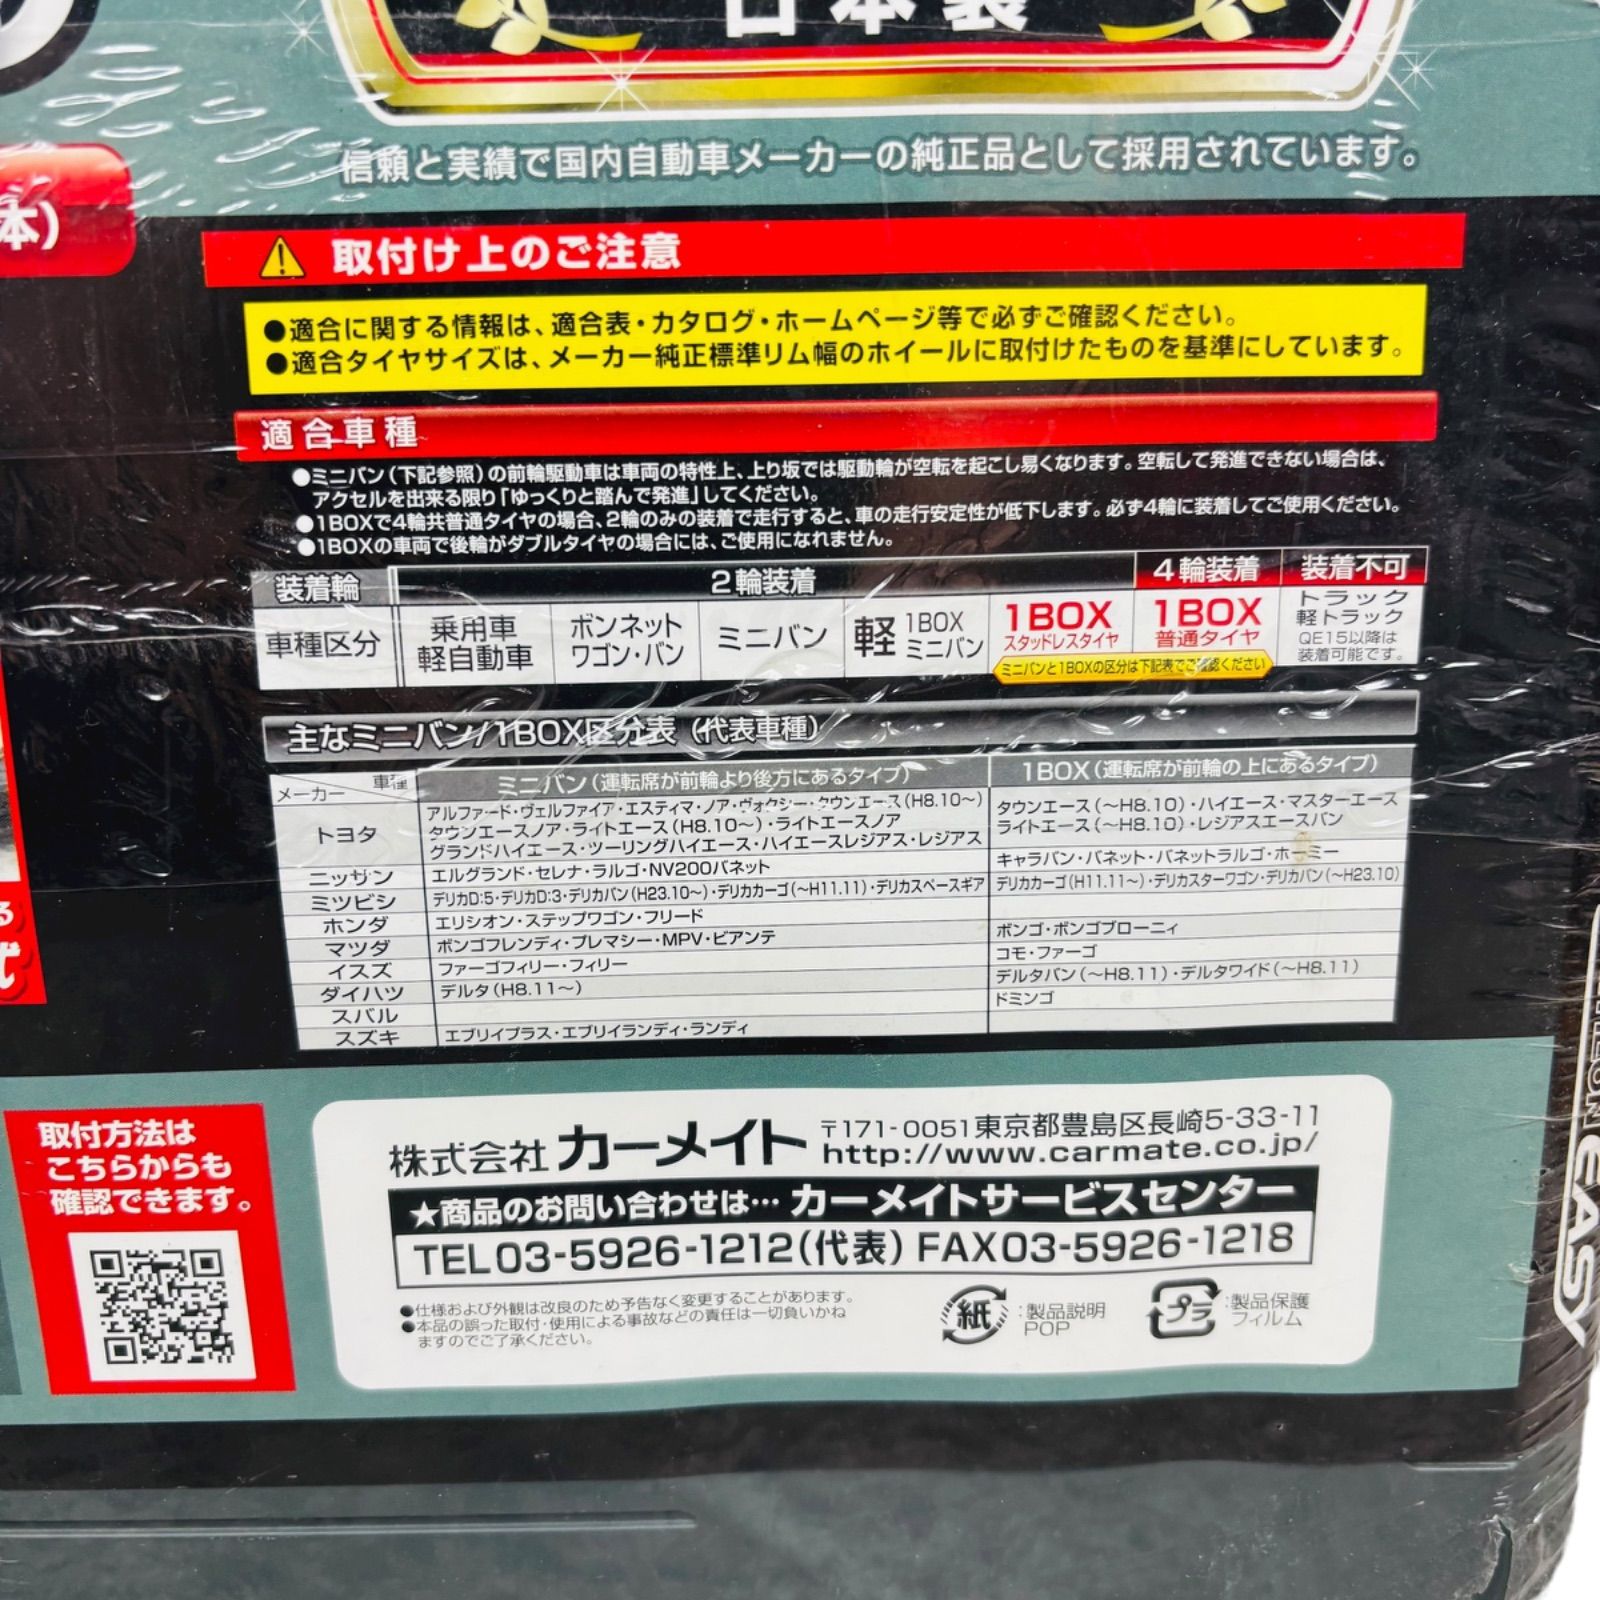 日本製
信頼と実績で国内自動車メーカーの純正品として採用されています。
本)
取付け上のご注意
●適合に関する情報は、適合表・カタログ・ホームページ等で必ずご確認ください。
●適合タイヤサイズは、メーカー純正標準リム幅のホイールに取付けたものを基準にしています。
適合車種
●ミニバン(下記参照)の前輪駆動車は車両の特性上、上り坂では駆動輪が空転を起こし易くなります。空転して発進できない場合は、
アクセルを出来る限り「ゆっくりと踏んで発進」してください。
●1BOXで4輪共普通タイヤの場合、2輪のみの装着で走行すると、車の走行安定性が低下します。必ず4輪に装着してご使用ください。
●1BOXの車両で後輪がダブルタイヤの場合には、ご使用になれません。
装着輪 2輪装着 4輪装着 装着不可
車種区分 乗用車 軽自動車 ボンネット ワゴン・バン ミニバン 軽 1BOX ミニバン 1BOX スタッドレスタイヤ 1BOX 普通タイヤ トラック 軽トラック QE15以降は 装着可能です。
ミニバンと1BOXの区分は下記表でご確認ください
主なミニバン/1BOX区分表(代表車種)
メーカー 車種 ミニバン(運転席が前輪より後方にあるタイプ) 1BOX(運転席が前輪の上にあるタイプ)
トヨタ
アルファード・ヴェルファイア・エスティマ・ノア・ヴォクシー・タウンエース(H8.10〜)
タウンエースノア・ライトエース(H8.10〜)・ライトエースノア
グランドハイエース・ツーリングハイエース・ハイエースレジアス・レジアス
タウンエース(〜H8.10)・ハイエース・マスターエース
ライトエース(〜H8.10)・レジアスエースバン
ニッサン エルグランド・セレナ・ラルゴ・NV200バネット キャラバン・バネット・バネットラルゴ・ホーミー
ミツビシ デリカD:5・デリカD:3・デリカバン(H23.10〜)・デリカカーゴ(〜H11.11)・デリカスペースギア デリカカーゴ(H11.11〜)・デリカスターワゴン・デリカバン(〜H23.10)
ホンダ エリシオン・ステップワゴン・フリード
マツダ ボンゴフレンディ・プレマシー・MPV・ビアンテ ボンゴ・ボンゴブローニィ
イスズ ファーゴフィリー・フィリー コモ・ファーゴ
ダイハツ デルタ(H8.11〜) デルタバン(〜H8.11)・デルタワイド(〜H8.11)
スバル ドミンゴ
スズキ エブリイプラス・エブリイランディ・ランディ
る
取付方法は
こちらからも
確認できます。
株式会社 カーメイト 〒171-0051東京都豊島区長崎5-33-11
http://www.carmate.co.jp/
★商品のお問い合わせは… カーメイトサービスセンター
TEL03-5926-1212(代表) FAX03-5926-1218
●仕様および外観は改良のため予告なく変更することがあります。
●本品の誤った取付・使用による事故などの責任は一切負いかね
ますのでご了承ください。
紙 :製品説明 POP
プラ :製品保護 フィルム
EASY